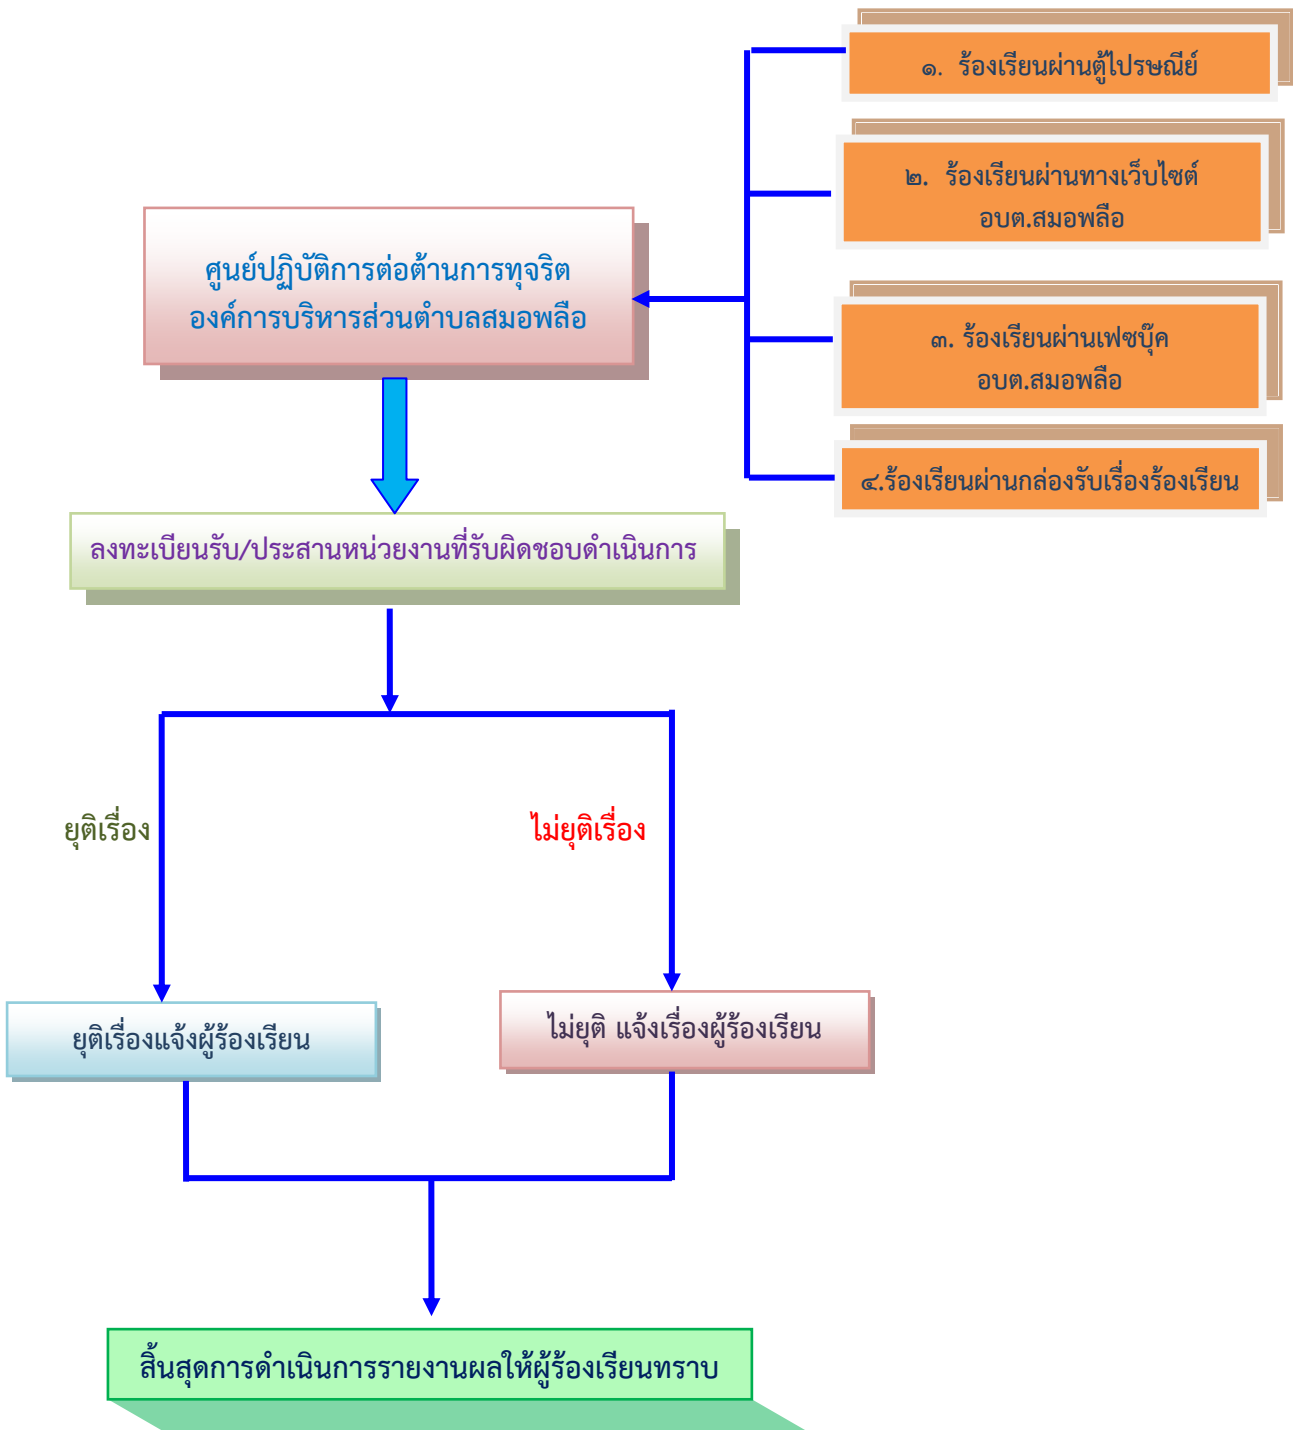 ๑. ร้องเรียนผ่านตู้ไปรษณีย์
๒. ร้องเรียนผ่านทางเว็บไซต์
อบต.สมอพลือ
ศูนย์ปฏิบัติการต่อต้านการทุจริต
องค์การบริหารส่วนตำบลสมอพลือ
๓. ร้องเรียนผ่านเฟซบุ๊ค
อบต.สมอพลือ
๔.ร้องเรียนผ่านกล่องรับเรื่องร้องเรียน
ลงทะเบียนรับ/ประสานหน่วยงานที่รับผิดชอบดำเนินการ
ยุติเรื่อง
ไม่ยุติเรื่อง
ยุติเรื่องแจ้งผู้ร้องเรียน
ไม่ยุติ แจ้งเรื่องผู้ร้องเรียน
สิ้นสุดการดำเนินการรายงานผลให้ผู้ร้องเรียนทราบ